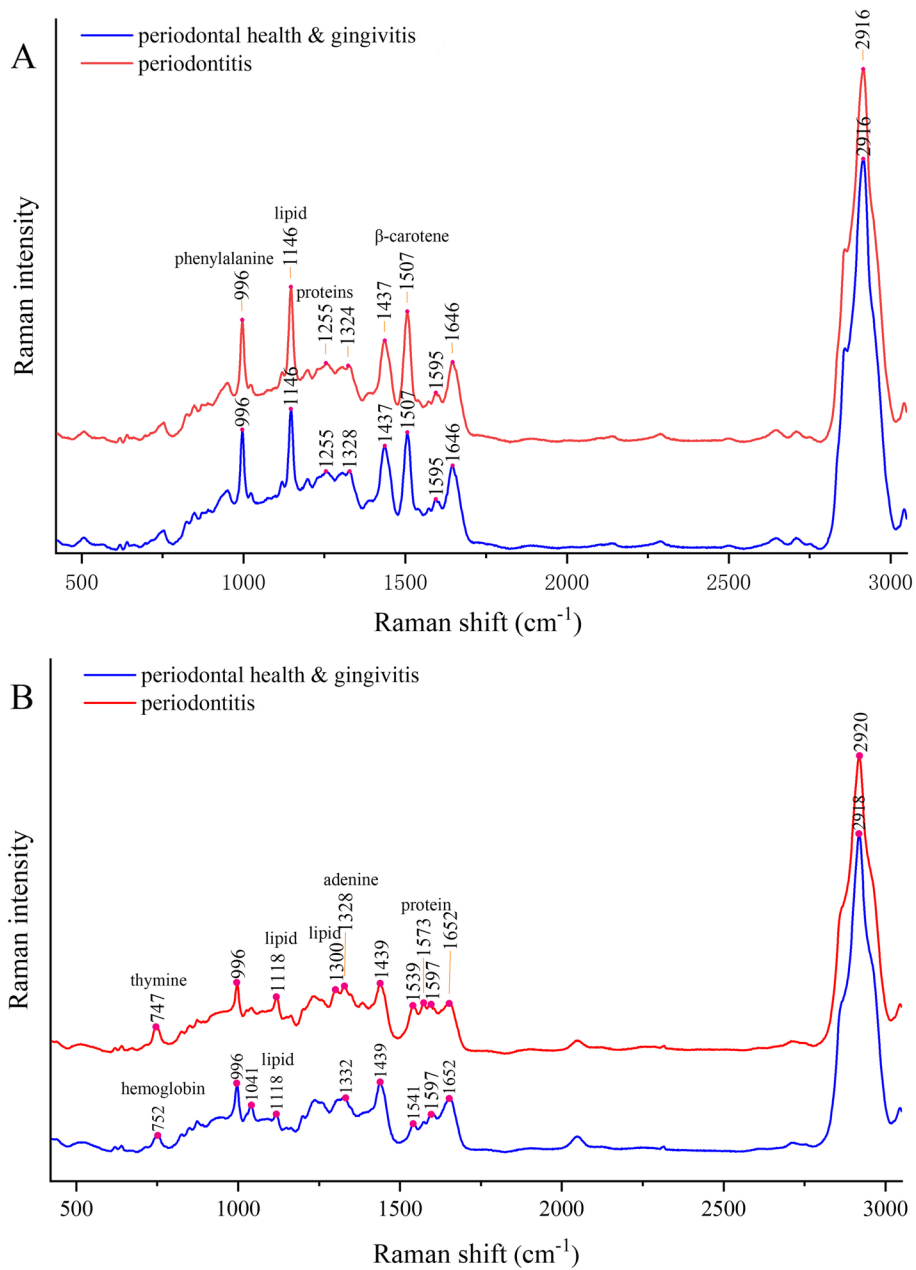 A
periodontal health & gingivitis
periodontitis
2916
2916
lipid
β-carotene
phenylalanine
1146
1507
996
proteins
1255
1324
1437
1595
1646
996
1146
1255
1328
1437
1507
1595
1646
Raman intensity
500
1000
1500
2000
2500
3000
Raman shift (cm⁻¹)
B
periodontal health & gingivitis
periodontitis
2920
2918
adenine
lipid
lipid
protein
thymine
747
996
1118
1300
1328
1439
1539
1573
1597
1652
hemoglobin
lipid
752
996
1041
1118
1332
1439
1541
1597
1652
Raman intensity
500
1000
1500
2000
2500
3000
Raman shift (cm⁻¹)